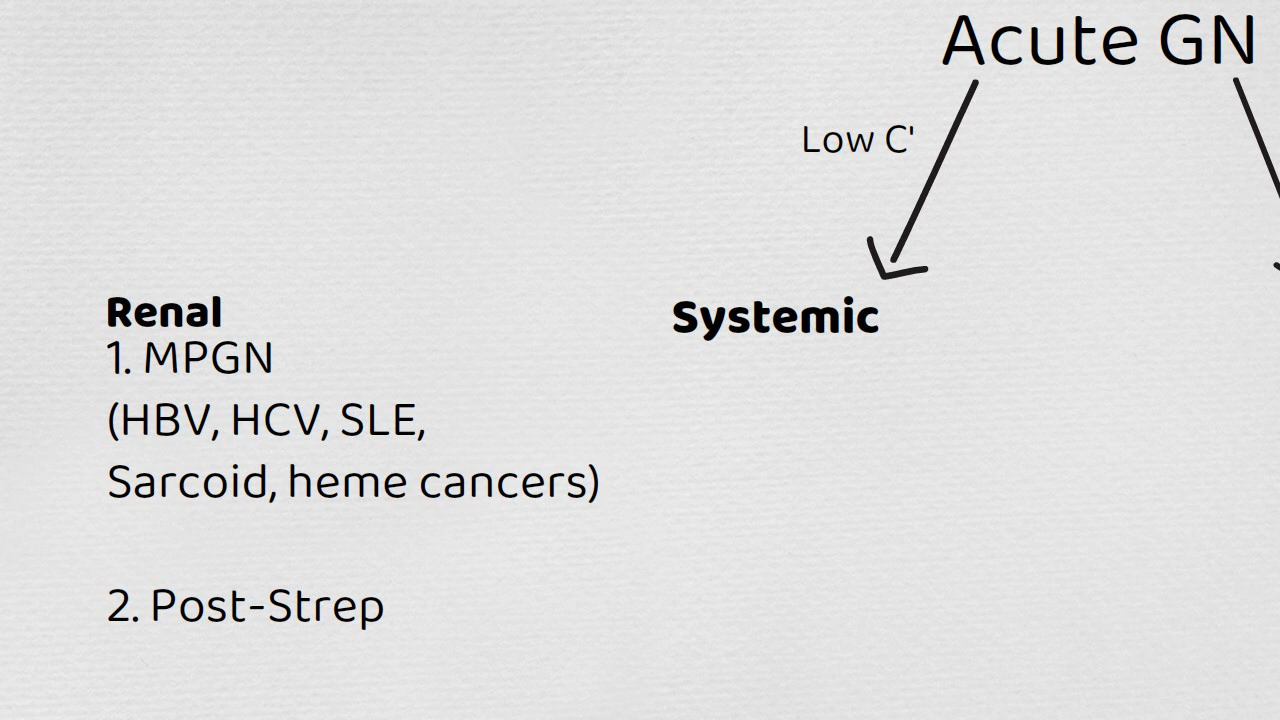 Acute GN
Low C'
Renal
1. MPGN
(HBV, HCV, SLE,
Sarcoid, heme cancers)
2. Post-Strep
Systemic